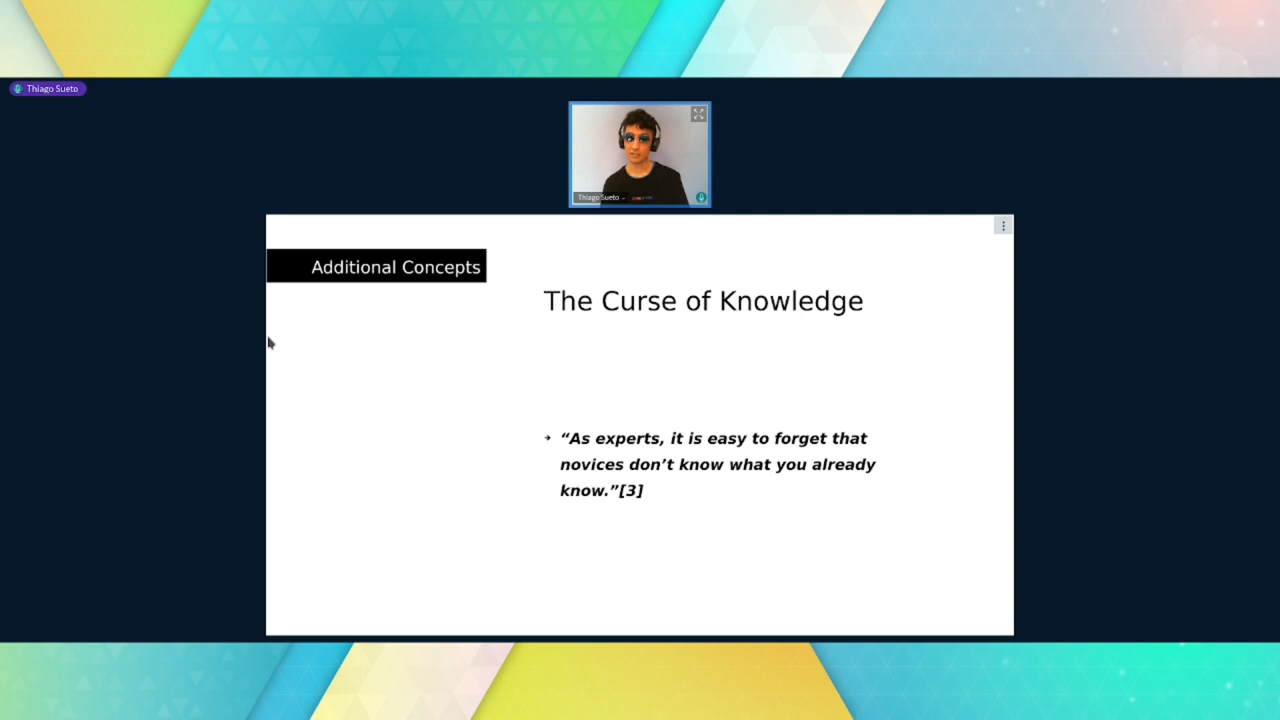 Thiago Sueto
Thiago Sueto
Additional Concepts
The Curse of Knowledge
“As experts, it is easy to forget that
novices don’t know what you already
know.”[3]